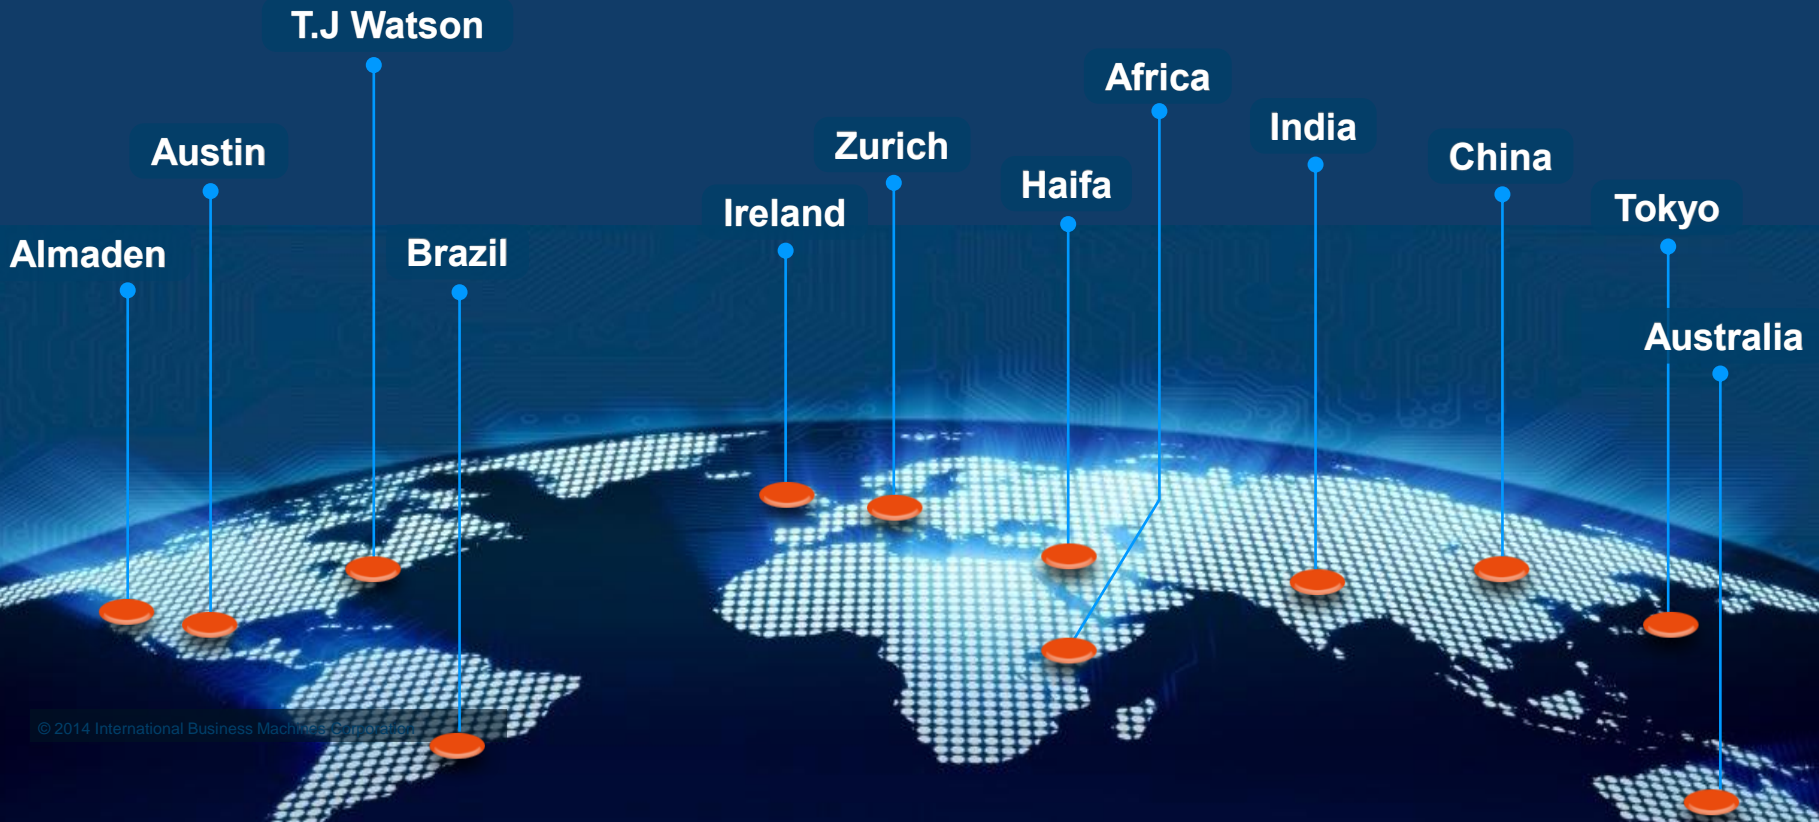 T.J Watson
Africa
India
Austin
Zurich
China
Haifa
Tokyo
Ireland
Almaden
Brazil
Australia
© 2014 International Business Machines Corporation